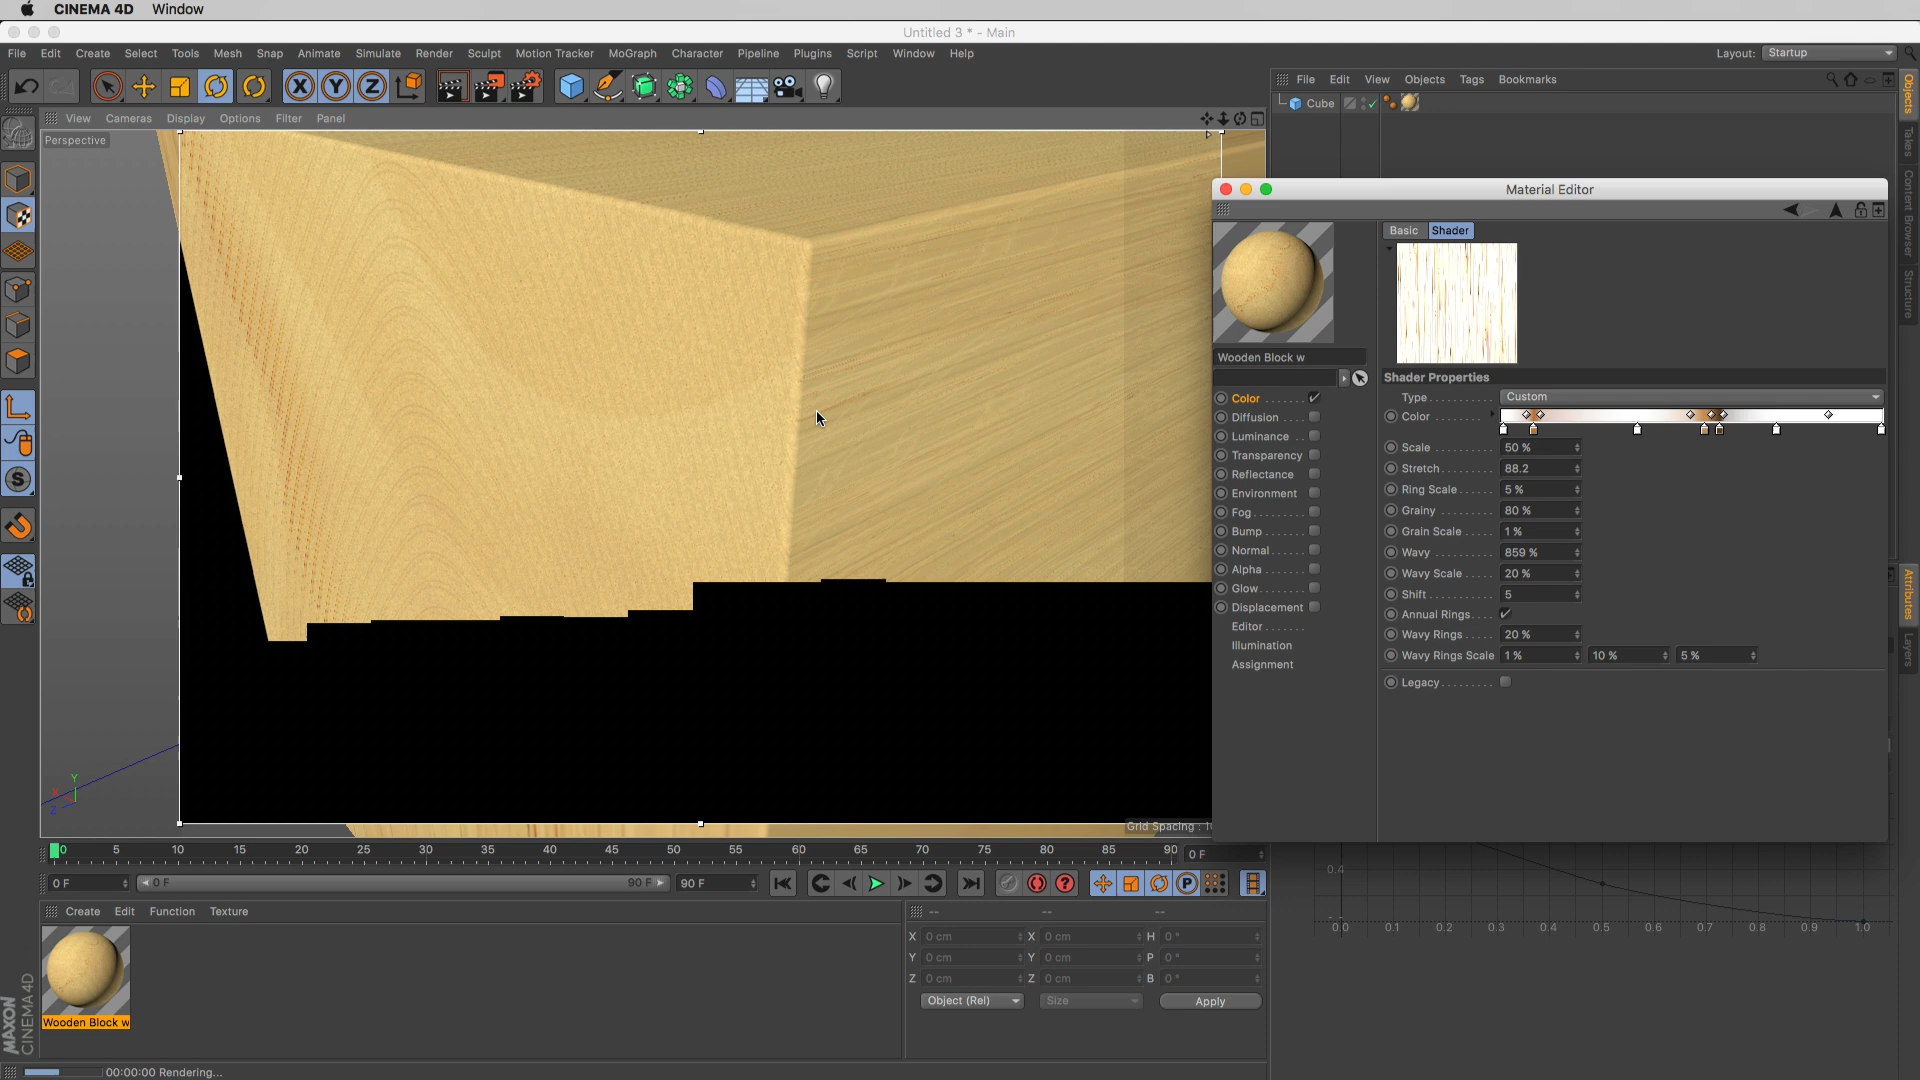 CINEMA 4D Window
Untitled 3 * - Main
File Edit Create Select Tools Mesh Snap Animate Simulate Render Sculpt Motion Tracker MoGraph Character Pipeline Plugins Script Window Help
Layout: Startup
File Edit View Objects Tags Bookmarks
Cube
View Cameras Display Options Filter Panel
Perspective
Material Editor
Basic Shader
Wooden Block w
Shader Properties
Type Custom
Color
Scale 50 %
Stretch 88.2
Ring Scale 5 %
Grainy 80 %
Grain Scale 1 %
Wavy 859 %
Wavy Scale 20 %
Shift 5
Annual Rings
Wavy Rings 20 %
Wavy Rings Scale 1 % 10 % 5 %
Legacy
Color
Diffusion
Luminance
Transparency
Reflectance
Environment
Fog
Bump
Normal
Alpha
Glow
Displacement
Editor
Illumination
Assignment
Objects
Takes
Content Browser
Structure
Attributes
Layers
Y
X
Z
Grid Spacing : 1
0 5 10 15 20 25 30 35 40 45 50 55 60 65 70 75 80 85 90 0 F
0 F 0 F 90 F 90 F
Create Edit Function Texture
Wooden Block w
-- -- --
X 0 cm X 0 cm H 0 °
Y 0 cm Y 0 cm P 0 °
Z 0 cm Z 0 cm B 0 °
Object (Rel) Size Apply
0.4
0.0 0.1 0.2 0.3 0.4 0.5 0.6 0.7 0.8 0.9 1.0
MAXON
CINEMA 4D
00:00:00 Rendering...